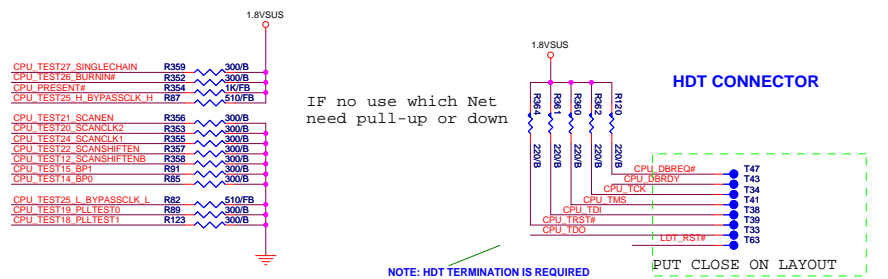 1.8VSUS
CPU_TEST27_SINGLECHAIN R359 300/B
CPU_TEST26_BURNIN# R352 300/B
CPU_PRESENT# R354 1K/FB
CPU_TEST25_H_BYPASSCLK_H R87 510/FB
CPU_TEST21_SCANEN R356 300/B
CPU_TEST20_SCANCLK2 R353 300/B
CPU_TEST24_SCANCLK1 R355 300/B
CPU_TEST22_SCANSHIFTEN R357 300/B
CPU_TEST12_SCANSHIFTENB R358 300/B
CPU_TEST15_BP1 R91 300/B
CPU_TEST14_BP0 R85 300/B
CPU_TEST25_L_BYPASSCLK_L R82 510/FB
CPU_TEST19_PLLTEST0 R89 300/B
CPU_TEST18_PLLTEST1 R123 300/B
IF no use which Net
need pull-up or down
1.8VSUS
HDT CONNECTOR
R364 R361 R360 R362 R120
220/B 220/B 220/B 220/B 220/B
CPU_DBREQ# T47
CPU_DBRDY T43
CPU_TCK T34
CPU_TMS T41
CPU_TDI T38
CPU_TRST# T39
CPU_TDO T33
LDT_RST# T63
PUT CLOSE ON LAYOUT
NOTE: HDT TERMINATION IS REQUIRED